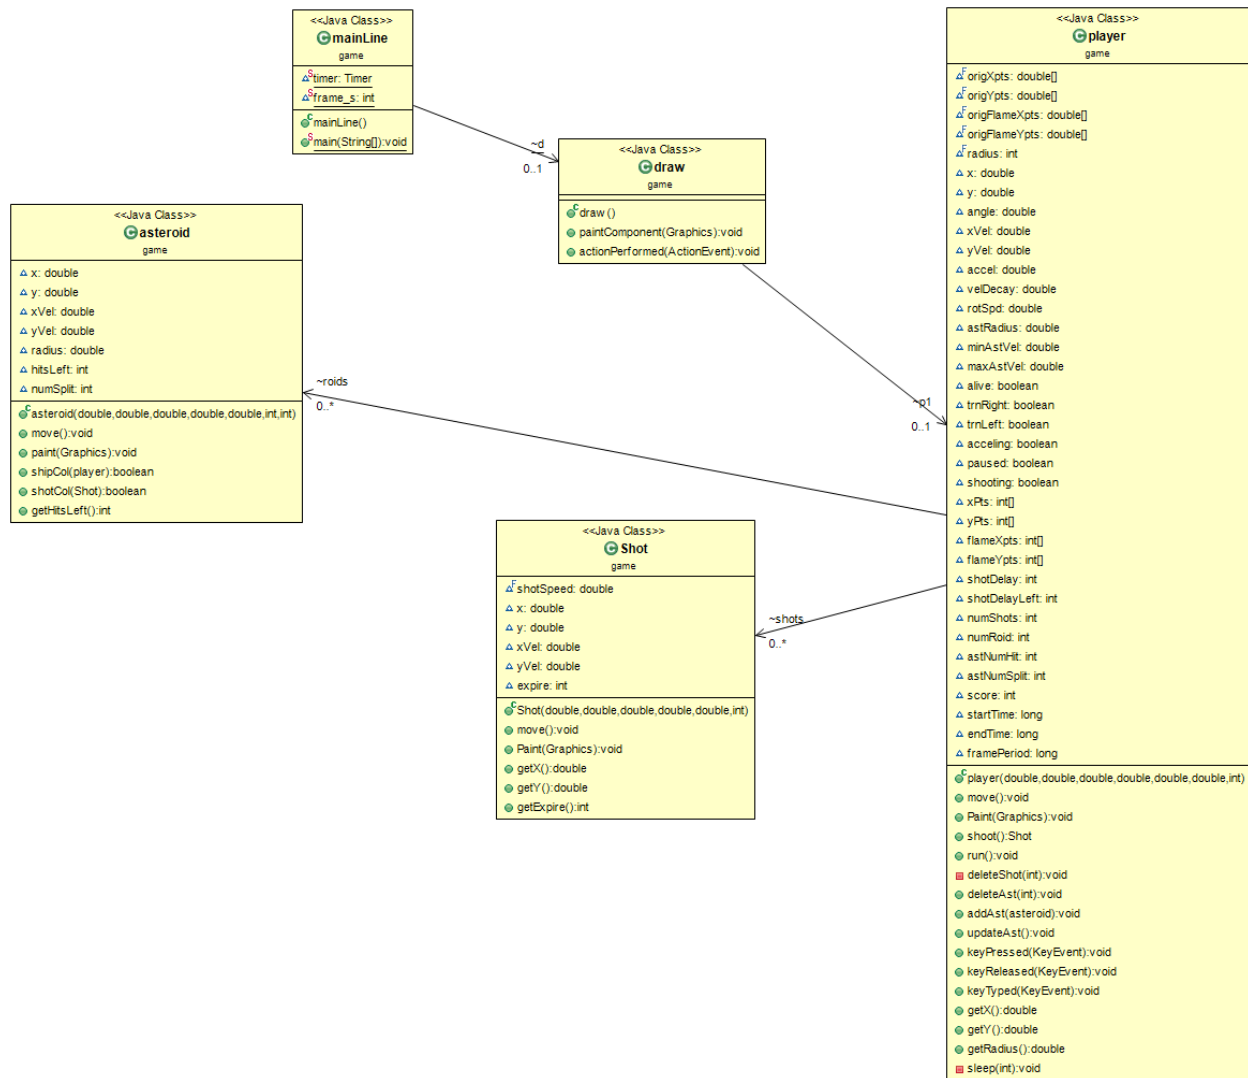 <<Java Class>>
mainLine
game
timer: Timer
frame_s: int
mainLine()
main(String[]):void
~d
0..1
<<Java Class>>
draw
game
draw ()
paintComponent(Graphics):void
actionPerformed(ActionEvent):void
<<Java Class>>
asteroid
game
x: double
y: double
xVel: double
yVel: double
radius: double
hitsLeft: int
numSplit: int
asteroid(double,double,double,double,double,int,int)
move():void
paint(Graphics):void
shipCol(player):boolean
shotCol(Shot):boolean
getHitsLeft():int
~roids
0..*
~p1
0..1
<<Java Class>>
Shot
game
shotSpeed: double
x: double
y: double
xVel: double
yVel: double
expire: int
Shot(double,double,double,double,double,int)
move():void
Paint(Graphics):void
getX():double
getY():double
getExpire():int
~shots
0..*
<<Java Class>>
player
game
origXpts: double[]
origYpts: double[]
origFlameXpts: double[]
origFlameYpts: double[]
radius: int
x: double
y: double
angle: double
xVel: double
yVel: double
accel: double
velDecay: double
rotSpd: double
astRadius: double
minAstVel: double
maxAstVel: double
alive: boolean
trnRight: boolean
trnLeft: boolean
acceling: boolean
paused: boolean
shooting: boolean
xPts: int[]
yPts: int[]
flameXpts: int[]
flameYpts: int[]
shotDelay: int
shotDelayLeft: int
numShots: int
numRoid: int
astNumHit: int
astNumSplit: int
score: int
startTime: long
endTime: long
framePeriod: long
player(double,double,double,double,double,double,int)
move():void
Paint(Graphics):void
shoot():Shot
run():void
deleteShot(int):void
deleteAst(int):void
addAst(asteroid):void
updateAst():void
keyPressed(KeyEvent):void
keyReleased(KeyEvent):void
keyTyped(KeyEvent):void
getX():double
getY():double
getRadius():double
sleep(int):void